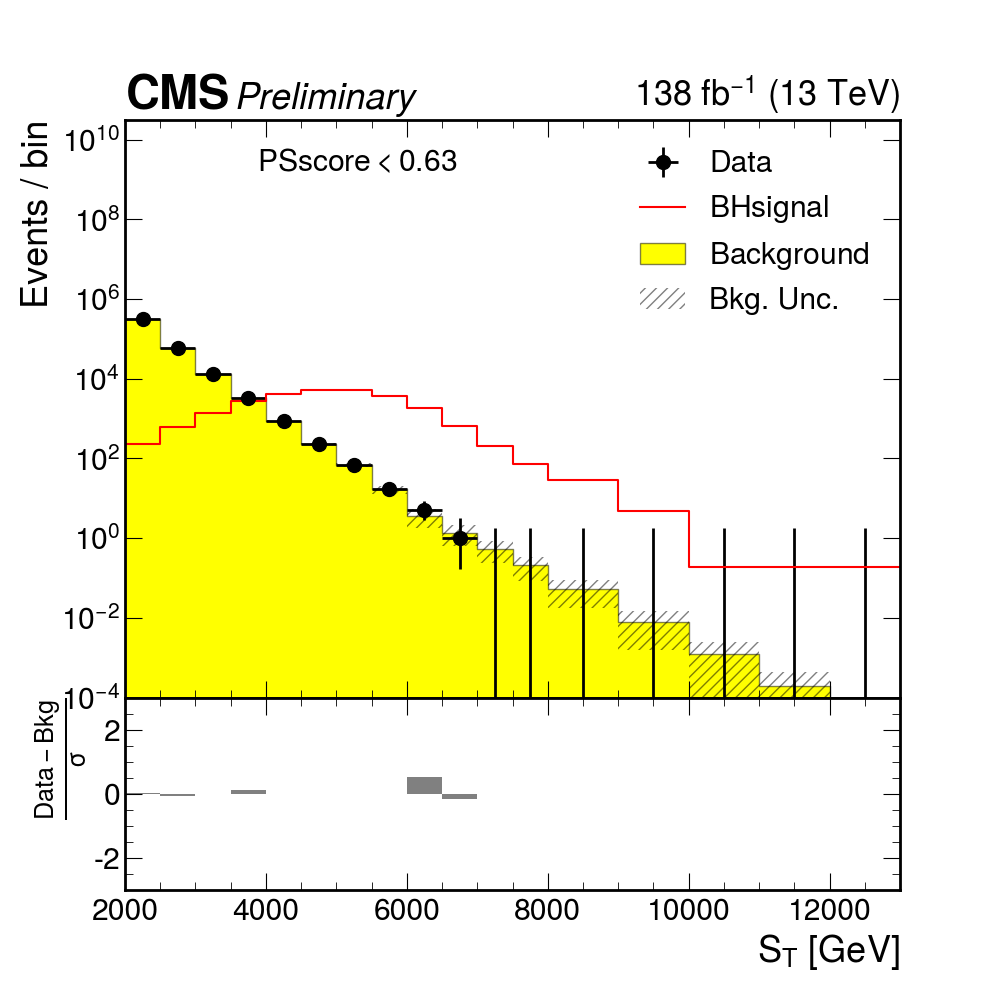 CMS Preliminary 138 fb⁻¹ (13 TeV)
Events / bin
10¹⁰
10⁸
10⁶
10⁴
10²
10⁰
10⁻²
10⁻⁴
PSscore < 0.63
Data
BHsignal
Background
Bkg. Unc.
Data – Bkg
σ
2
0
-2
2000 4000 6000 8000 10000 12000
S_T [GeV]